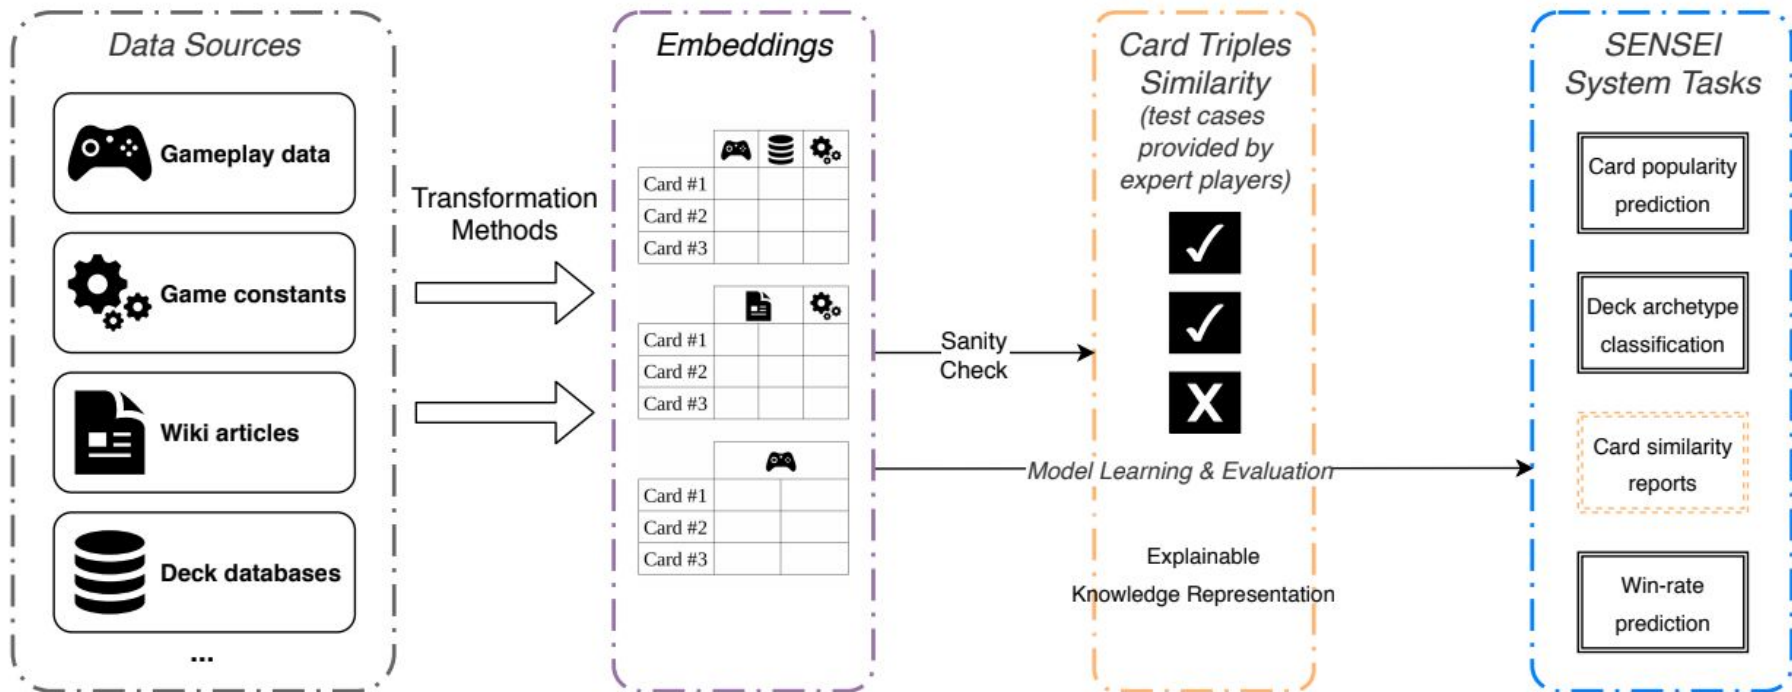 Data Sources
Gameplay data
Game constants
Wiki articles
Deck databases
...
Transformation
Methods
Embeddings
Card #1
Card #2
Card #3
Card #1
Card #2
Card #3
Card #1
Card #2
Card #3
Sanity
Check
Card Triples
Similarity
(test cases
provided by
expert players)
✓
✓
X
Model Learning & Evaluation
Explainable
Knowledge Representation
SENSEI
System Tasks
Card popularity
prediction
Deck archetype
classification
Card similarity
reports
Win-rate
prediction